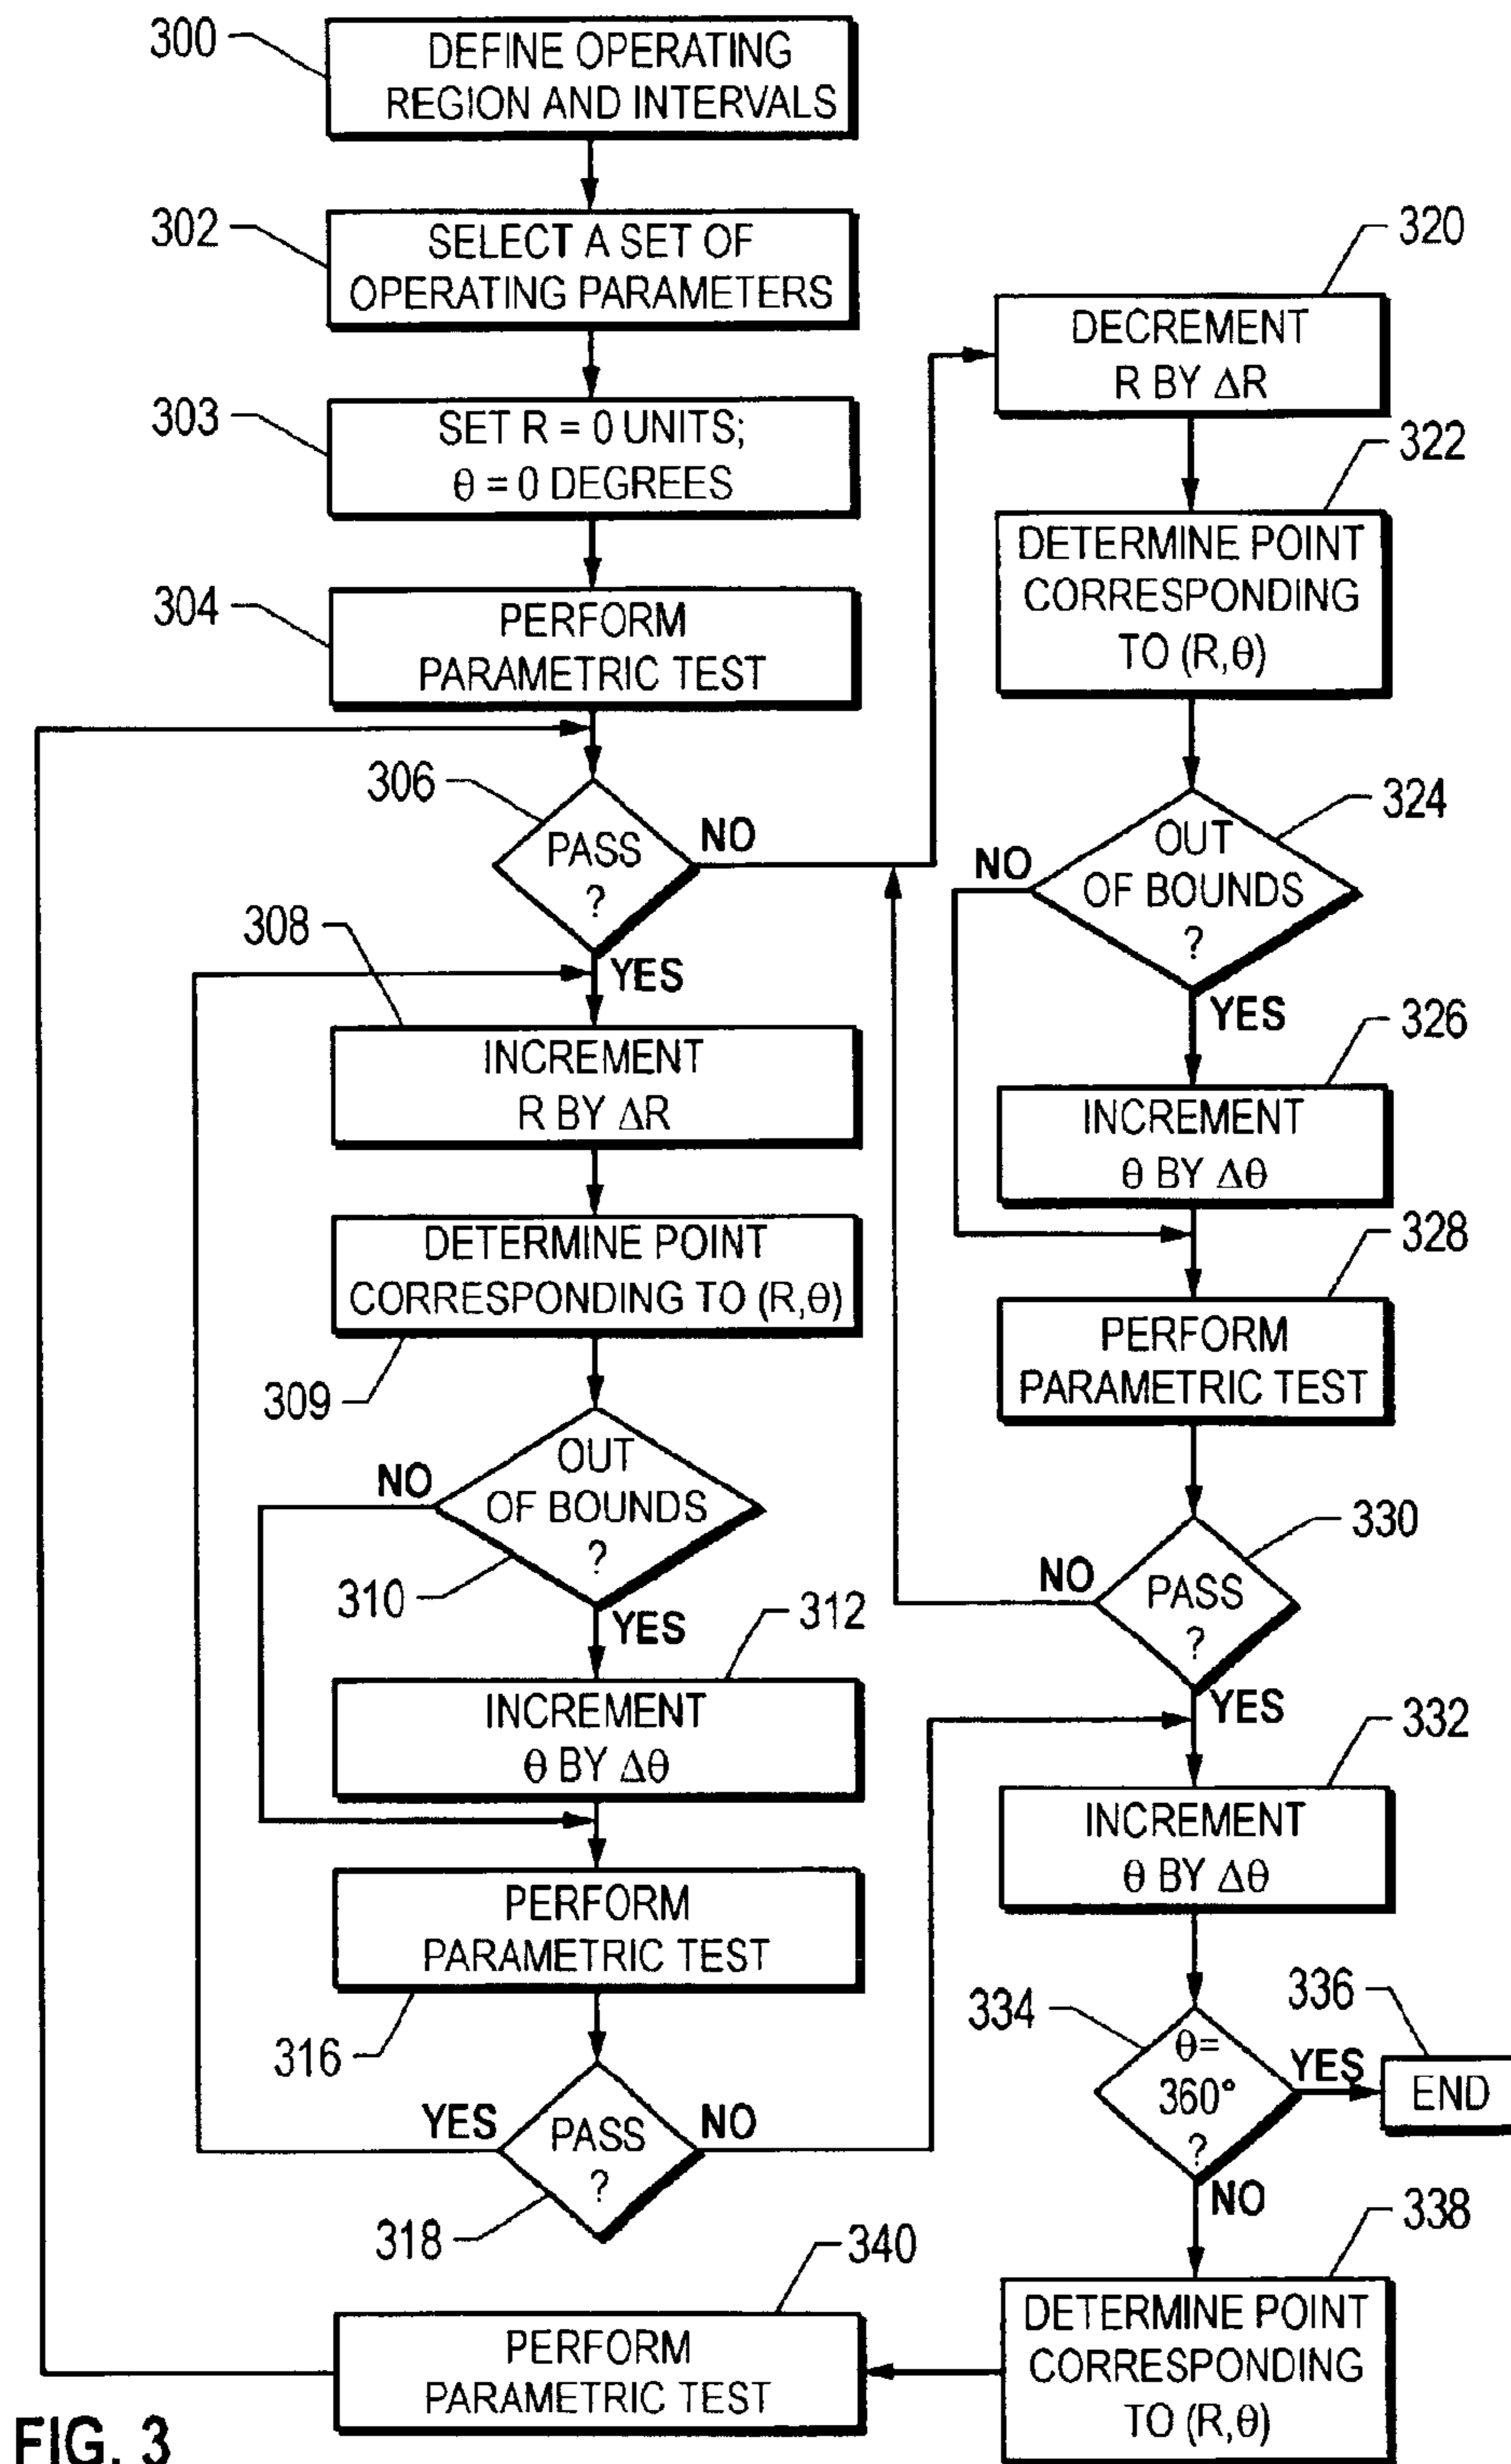 300
DEFINE OPERATING
REGION AND INTERVALS
302
SELECT A SET OF
OPERATING PARAMETERS
303
SET R = 0 UNITS;
θ = 0 DEGREES
304
PERFORM
PARAMETRIC TEST
306
PASS
?
NO
YES
308
INCREMENT
R BY ΔR
DETERMINE POINT
CORRESPONDING TO (R,θ)
309
OUT
OF BOUNDS
?
NO
310
YES
312
INCREMENT
θ BY Δθ
PERFORM
PARAMETRIC TEST
316
YES
PASS
?
NO
318
320
DECREMENT
R BY ΔR
322
DETERMINE POINT
CORRESPONDING
TO (R,θ)
324
OUT
OF BOUNDS
?
NO
YES
326
INCREMENT
θ BY Δθ
328
PERFORM
PARAMETRIC TEST
330
NO
PASS
?
YES
332
INCREMENT
θ BY Δθ
334
θ=
360°
?
336
YES
END
NO
338
DETERMINE POINT
CORRESPONDING
TO (R,θ)
340
PERFORM
PARAMETRIC TEST
FIG. 3